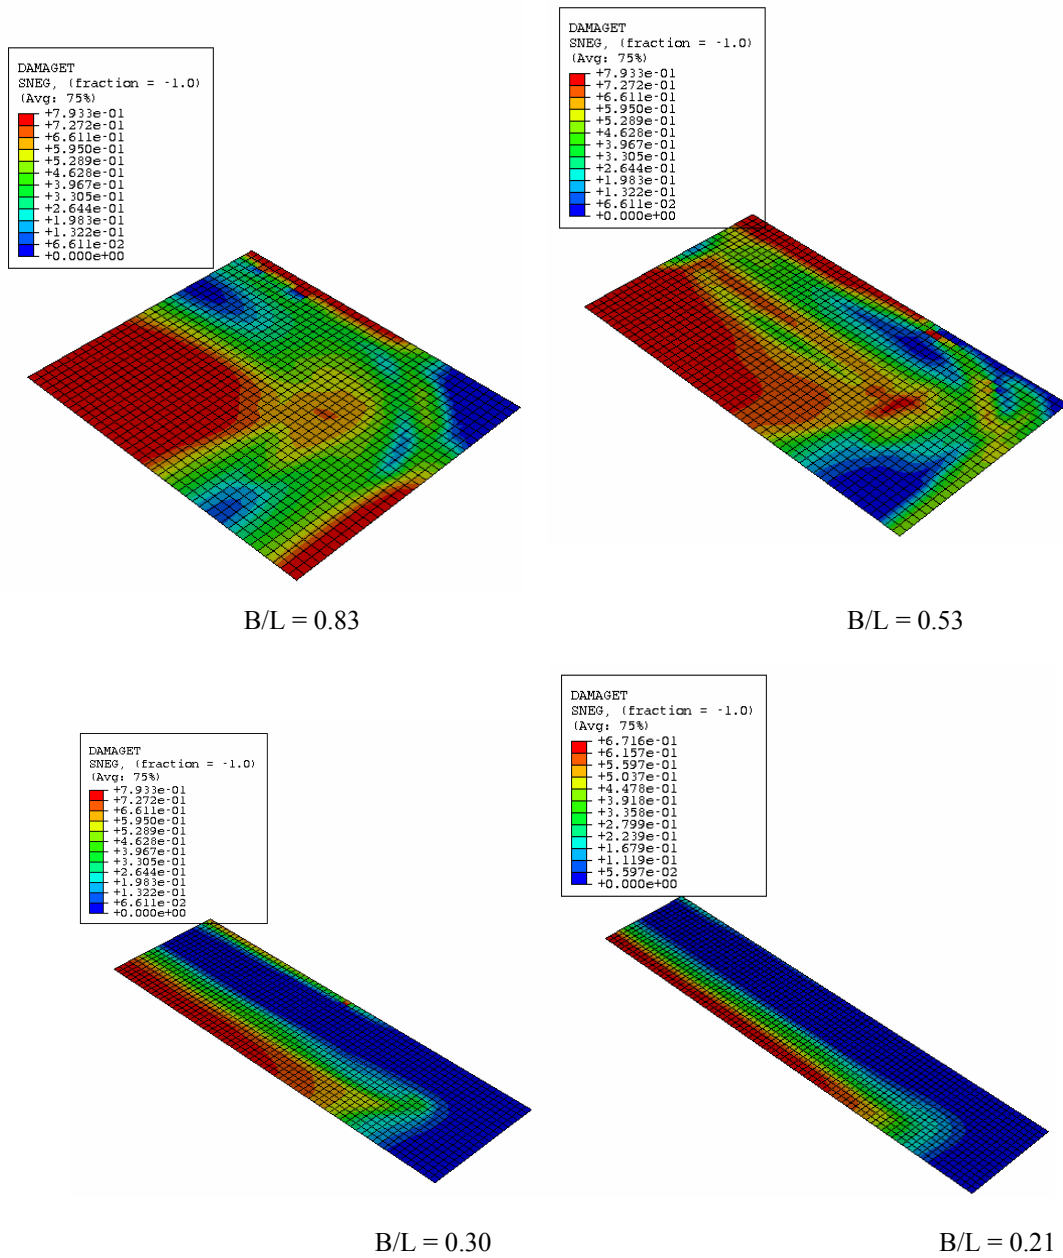 DAMAGET
SNEG, (fraction = -1.0)
(Avg: 75%)
+7.933e-01
+7.272e-01
+6.611e-01
+5.950e-01
+5.289e-01
+4.628e-01
+3.967e-01
+3.305e-01
+2.644e-01
+1.983e-01
+1.322e-01
+6.611e-02
+0.000e+00
B/L = 0.83
DAMAGET
SNEG, (fraction = -1.0)
(Avg: 75%)
+7.933e-01
+7.272e-01
+6.611e-01
+5.950e-01
+5.289e-01
+4.628e-01
+3.967e-01
+3.305e-01
+2.644e-01
+1.983e-01
+1.322e-01
+6.611e-02
+0.000e+00
B/L = 0.53
DAMAGET
SNEG, (fraction = -1.0)
(Avg: 75%)
+7.933e-01
+7.272e-01
+6.611e-01
+5.950e-01
+5.289e-01
+4.628e-01
+3.967e-01
+3.305e-01
+2.644e-01
+1.983e-01
+1.322e-01
+6.611e-02
+0.000e+00
B/L = 0.30
DAMAGET
SNEG, (fraction = -1.0)
(Avg: 75%)
+6.716e-01
+6.157e-01
+5.597e-01
+5.037e-01
+4.478e-01
+3.918e-01
+3.358e-01
+2.799e-01
+2.239e-01
+1.679e-01
+1.119e-01
+5.597e-02
+0.000e+00
B/L = 0.21